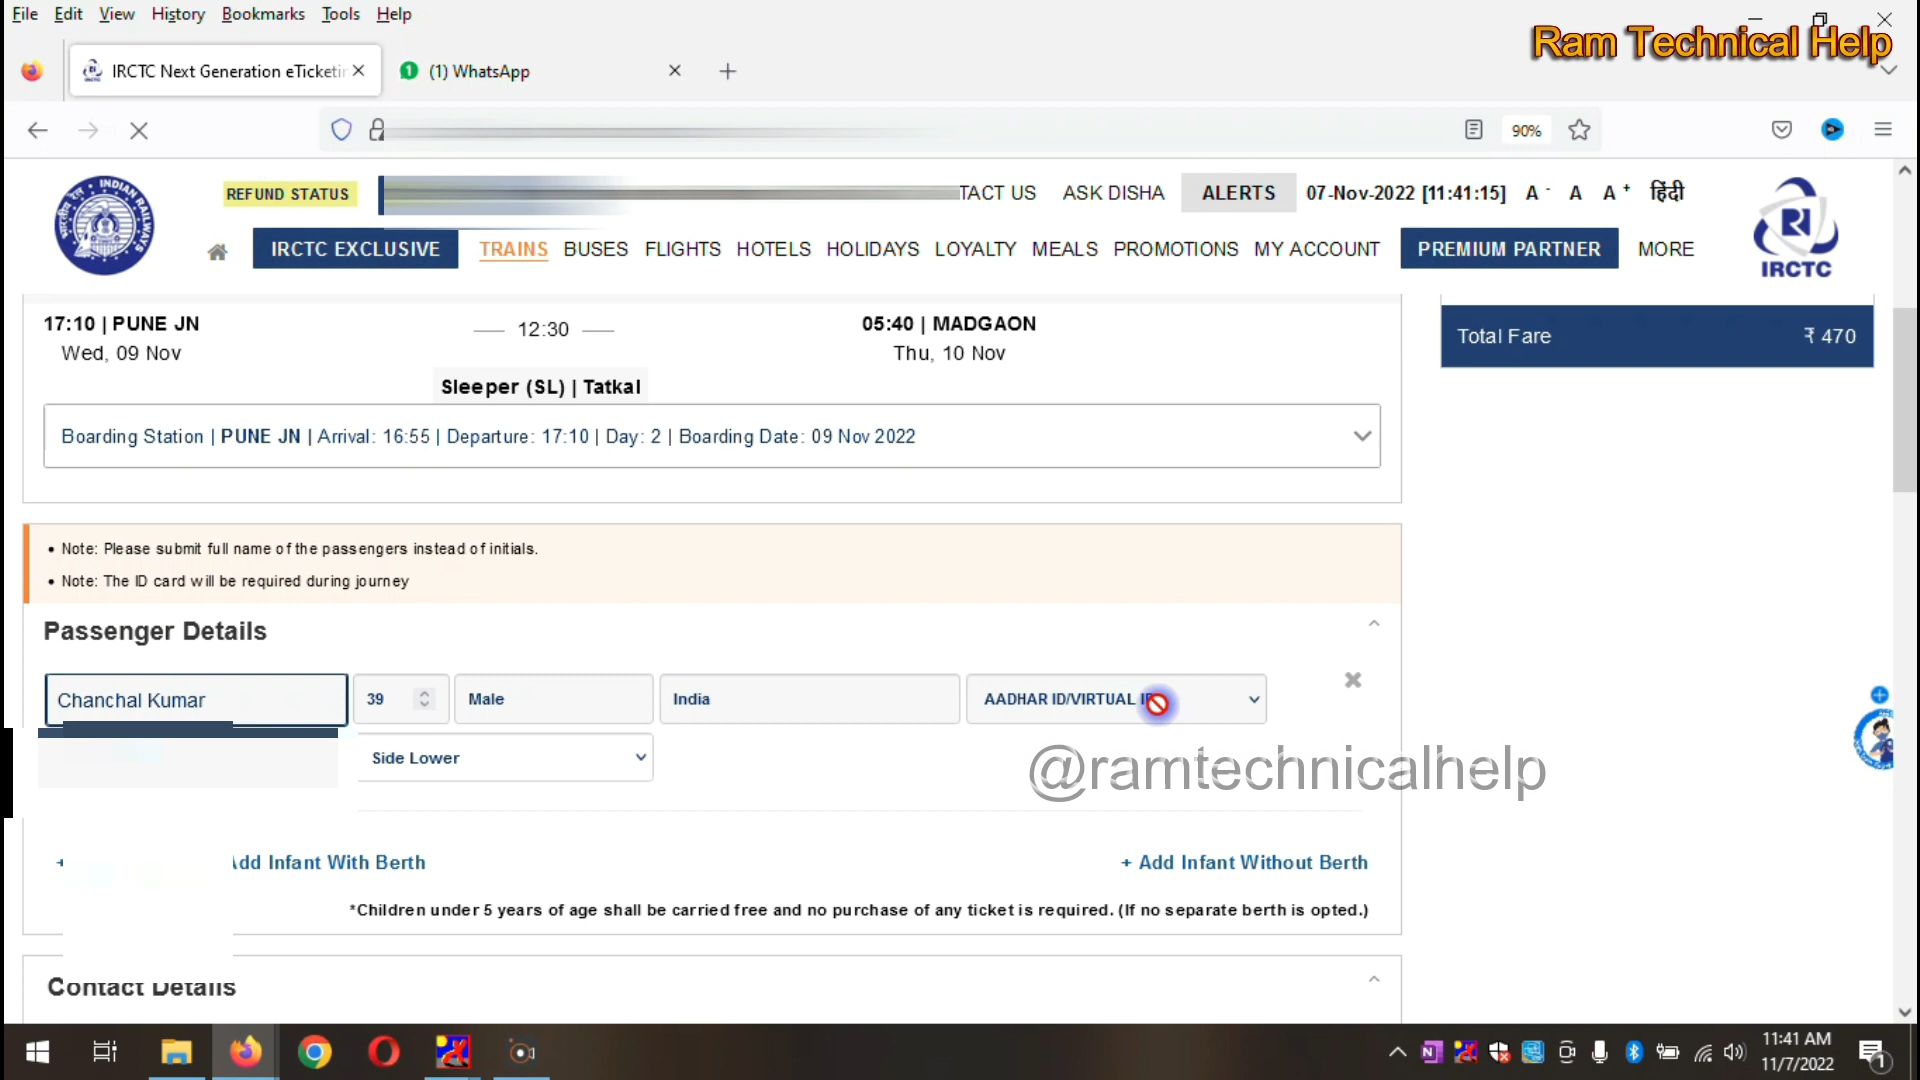 File Edit View History Bookmarks Tools Help
Ram Technical Help
IRCTC Next Generation eTicketin
1 (1) WhatsApp
90%
REFUND STATUS TACT US ASK DISHA ALERTS 07-Nov-2022 [11:41:15] A - A A + हिंदी
IRCTC EXCLUSIVE TRAINS BUSES FLIGHTS HOTELS HOLIDAYS LOYALTY MEALS PROMOTIONS MY ACCOUNT PREMIUM PARTNER MORE
IRCTC
INDIAN RAILWAYS
17:10 | PUNE JN 12:30 05:40 | MADGAON
Wed, 09 Nov Thu, 10 Nov
Total Fare ₹ 470
Sleeper (SL) | Tatkal
Boarding Station | PUNE JN | Arrival: 16:55 | Departure: 17:10 | Day: 2 | Boarding Date: 09 Nov 2022
• Note: Please submit full name of the passengers instead of initials.
• Note: The ID card will be required during journey
Passenger Details
Chanchal Kumar 39 Male India AADHAR ID/VIRTUAL
Side Lower
@ramtechnicalhelp
+ Add Infant With Berth + Add Infant Without Berth
*Children under 5 years of age shall be carried free and no purchase of any ticket is required. (If no separate berth is opted.)
Contact Details
11:41 AM
11/7/2022
1